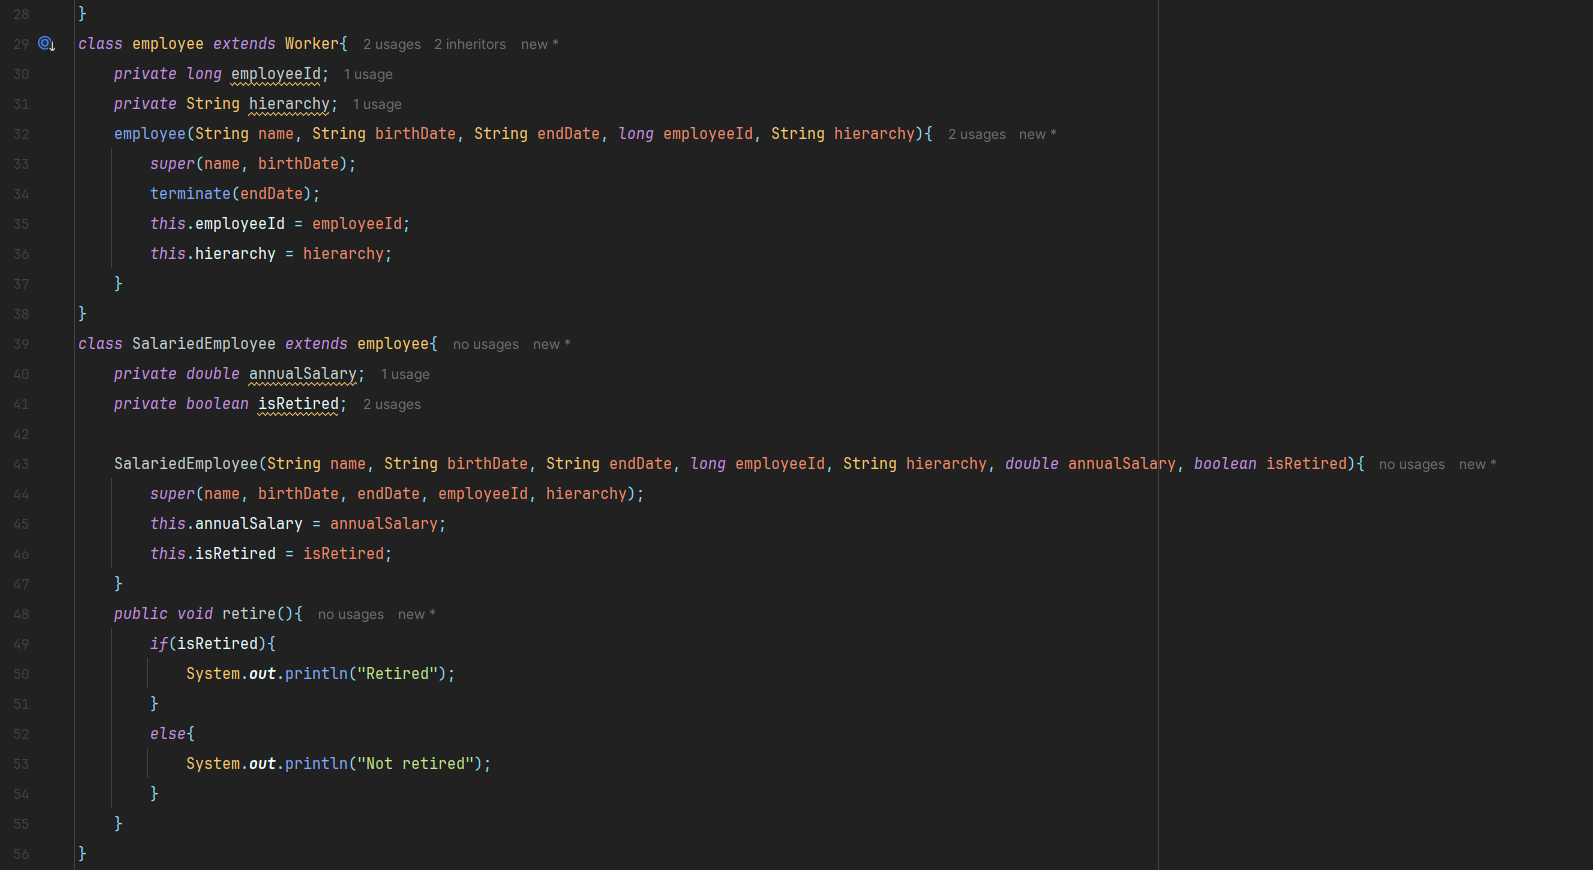 28 }
29 class employee extends Worker{ 2 usages 2 inheritors new *
30 private long employeeId; 1 usage
31 private String hierarchy; 1 usage
32 employee(String name, String birthDate, String endDate, long employeeId, String hierarchy){ 2 usages new *
33 super(name, birthDate);
34 terminate(endDate);
35 this.employeeId = employeeId;
36 this.hierarchy = hierarchy;
37 }
38 }
39 class SalariedEmployee extends employee{ no usages new *
40 private double annualSalary; 1 usage
41 private boolean isRetired; 2 usages
42
43 SalariedEmployee(String name, String birthDate, String endDate, long employeeId, String hierarchy, double annualSalary, boolean isRetired){ no usages new *
44 super(name, birthDate, endDate, employeeId, hierarchy);
45 this.annualSalary = annualSalary;
46 this.isRetired = isRetired;
47 }
48 public void retire(){ no usages new *
49 if(isRetired){
50 System.out.println("Retired");
51 }
52 else{
53 System.out.println("Not retired");
54 }
55 }
56 }